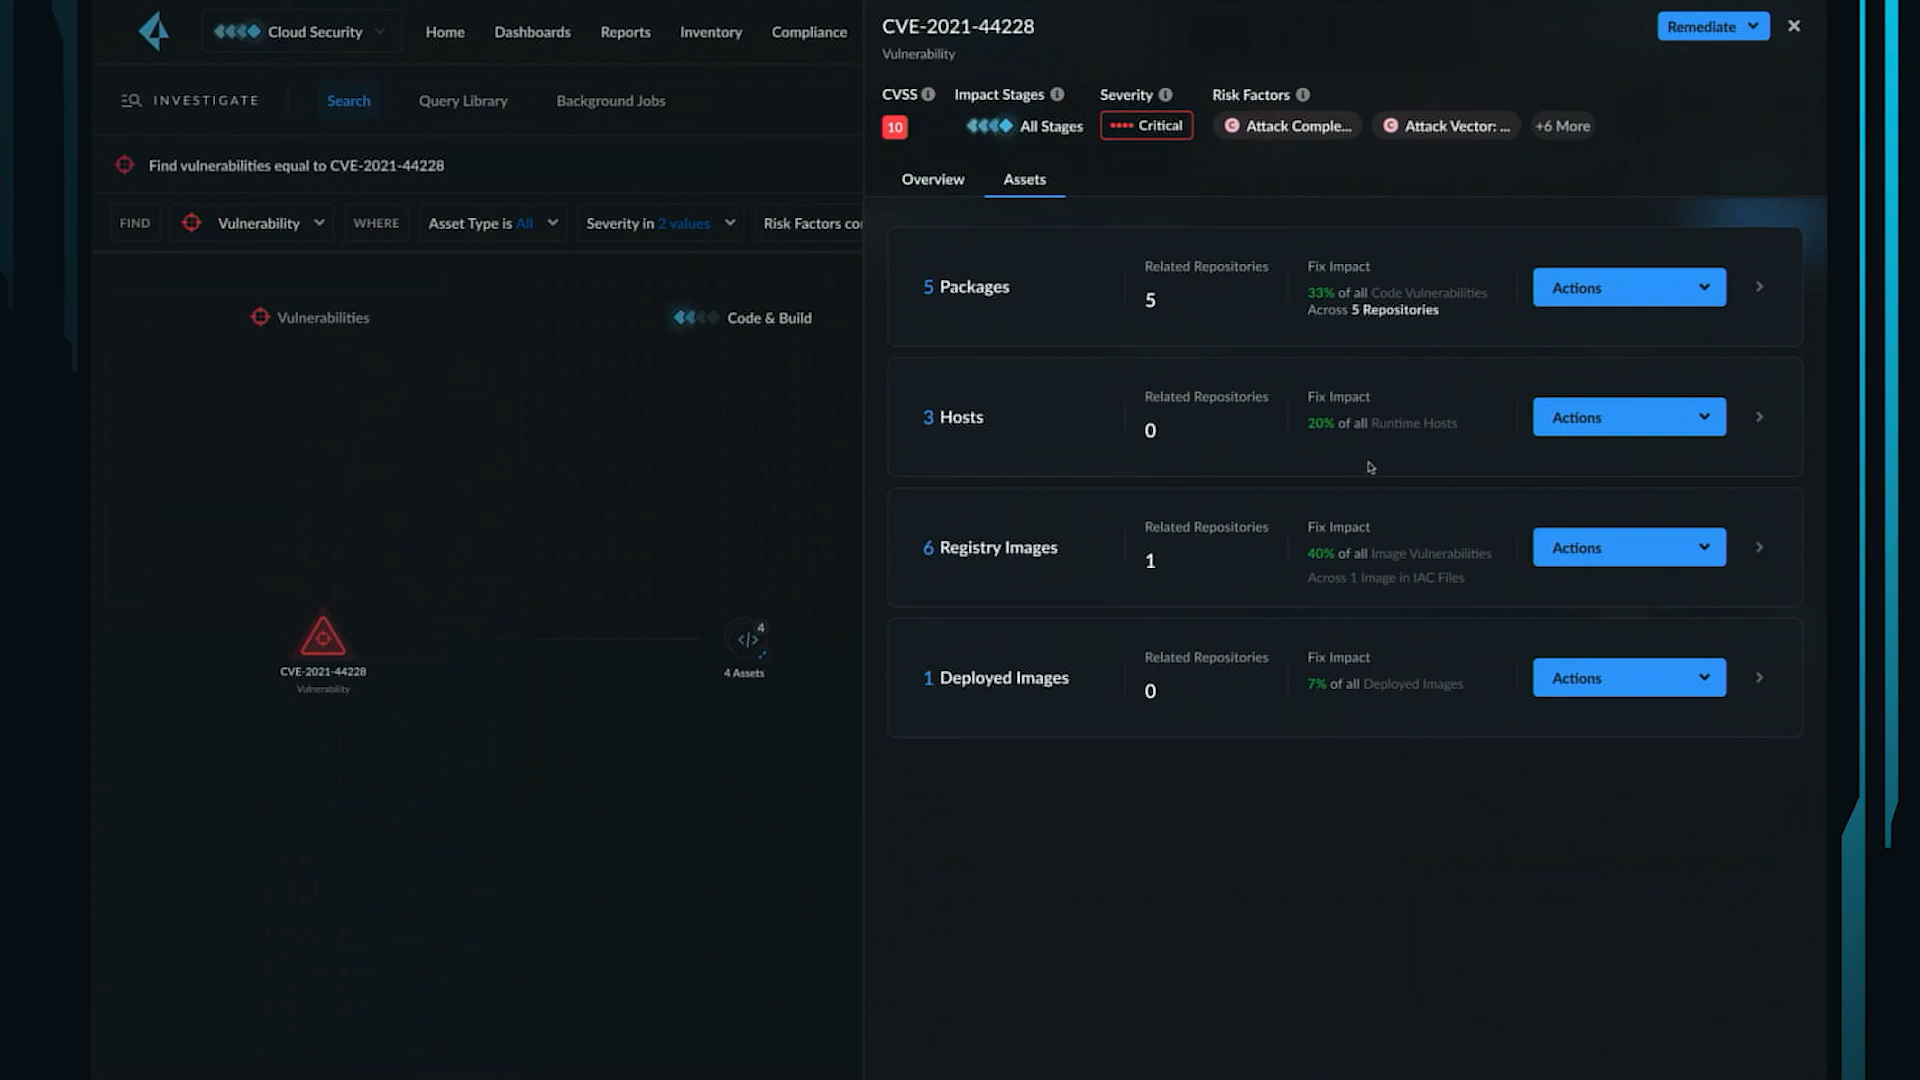 Cloud Security
Home
Dashboards
Reports
Inventory
Compliance
INVESTIGATE
Search
Query Library
Background Jobs
Find vulnerabilities equal to CVE-2021-44228
FIND
Vulnerability
WHERE
Asset Type is All
Severity in 2 values
Risk Factors co
Vulnerabilities
Code & Build
CVE-2021-44228
Vulnerability
4
4 Assets
CVE-2021-44228
Vulnerability
Remediate
CVSS
Impact Stages
Severity
Risk Factors
10
All Stages
Critical
C Attack Comple...
C Attack Vector: ...
+6 More
Overview
Assets
5 Packages
Related Repositories
5
Fix Impact
33% of all Code Vulnerabilities
Across 5 Repositories
Actions
3 Hosts
Related Repositories
0
Fix Impact
20% of all Runtime Hosts
Actions
6 Registry Images
Related Repositories
1
Fix Impact
40% of all Image Vulnerabilities
Across 1 Image in IAC Files
Actions
1 Deployed Images
Related Repositories
0
Fix Impact
7% of all Deployed Images
Actions